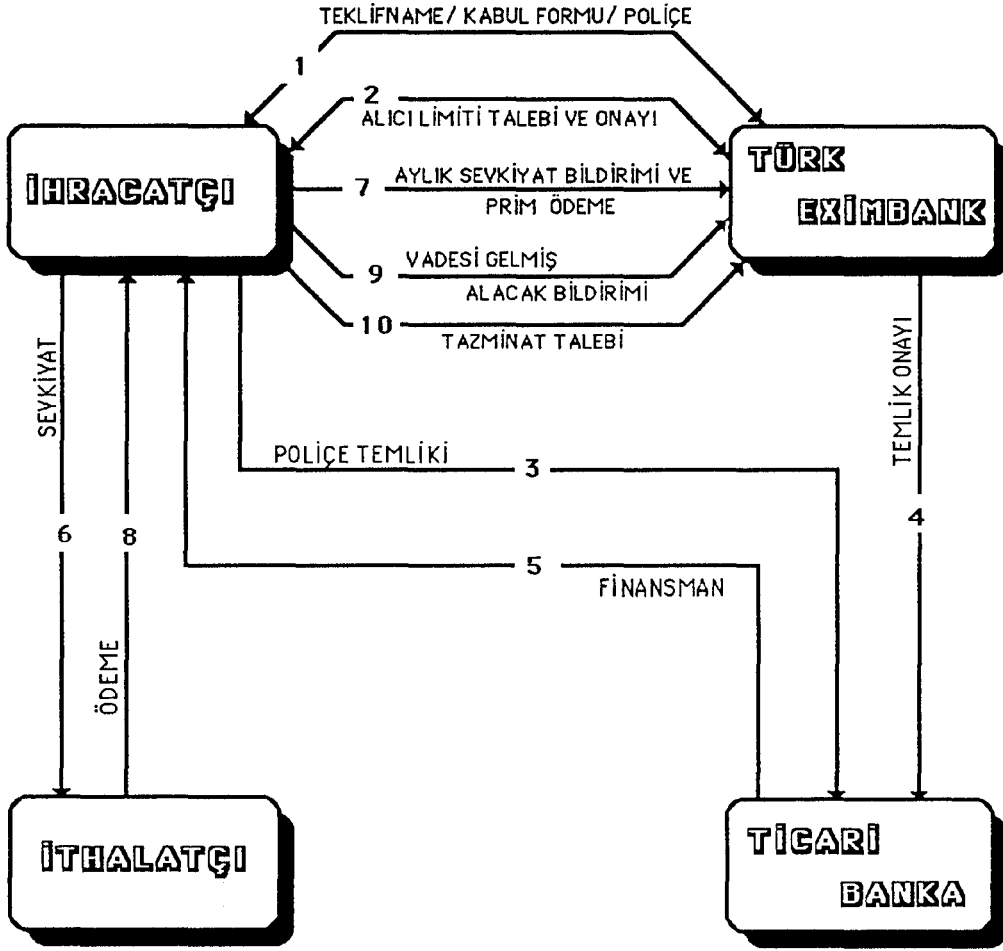 TEKLİFNAME/ KABUL FORMU/ POLİÇE
1
2
ALICI LİMİTİ TALEBİ VE ONAYI
İHRACATÇI
TÜRK
EXİMBANK
7
AYLIK SEVKİYAT BİLDİRİMİ VE
PRİM ÖDEME
9
VADESİ GELMİŞ
ALACAK BİLDİRİMİ
10
TAZMİNAT TALEBİ
SEVKİYAT
TEMLİK ONAYI
POLİÇE TEMLİKİ
3
6
8
4
5
FİNANSMAN
ÖDEME
İTHALATÇI
TİCARİ
BANKA